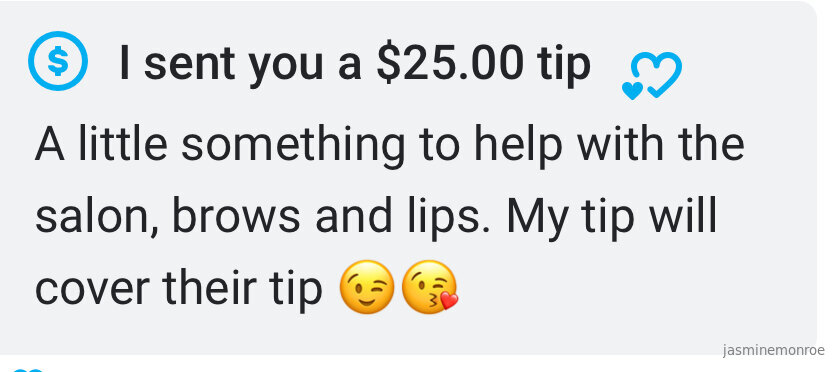 I sent you a $25.00 tip
A little something to help with the
salon, brows and lips. My tip will
cover their tip 😉😘
jasminemonroe